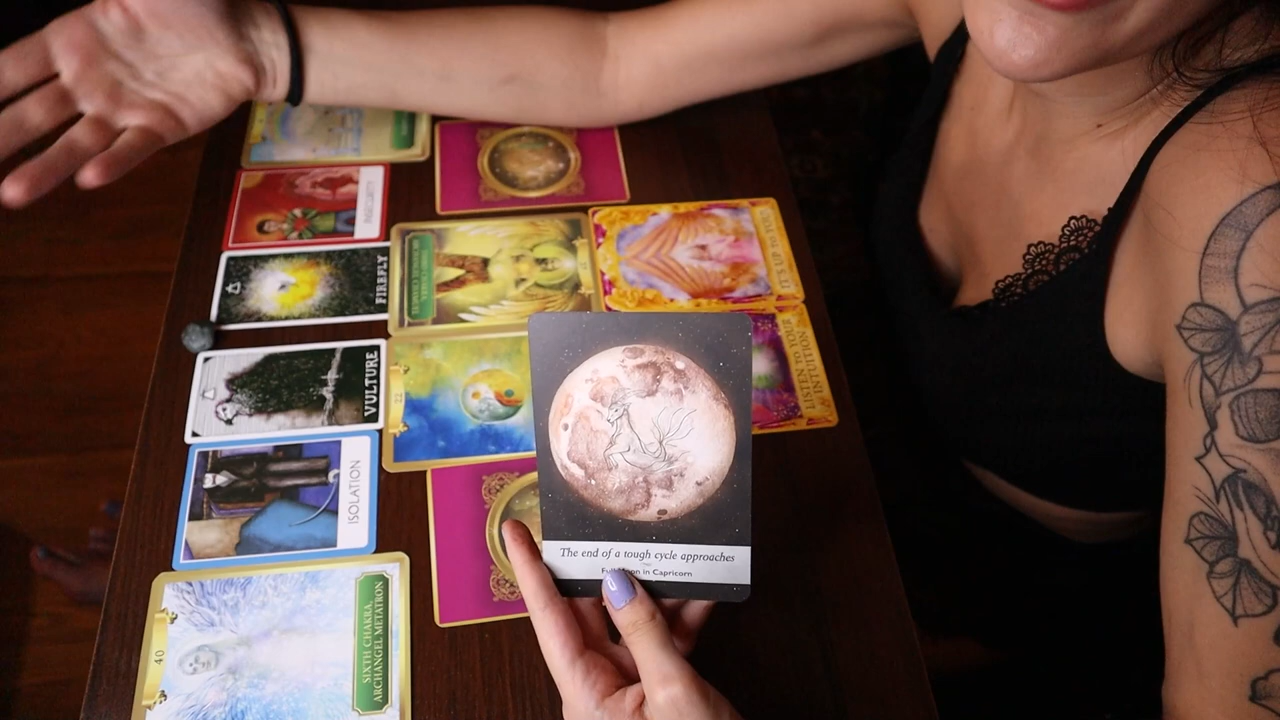 FIREFLY
IT'S UP TO YOU
LISTEN TO YOUR
INTUITION
VULTURE
22
ISOLATION
The end of a tough cycle approaches
Full Moon in Capricorn
40
SIXTH CHAKRA,
ARCHANGEL METATRON